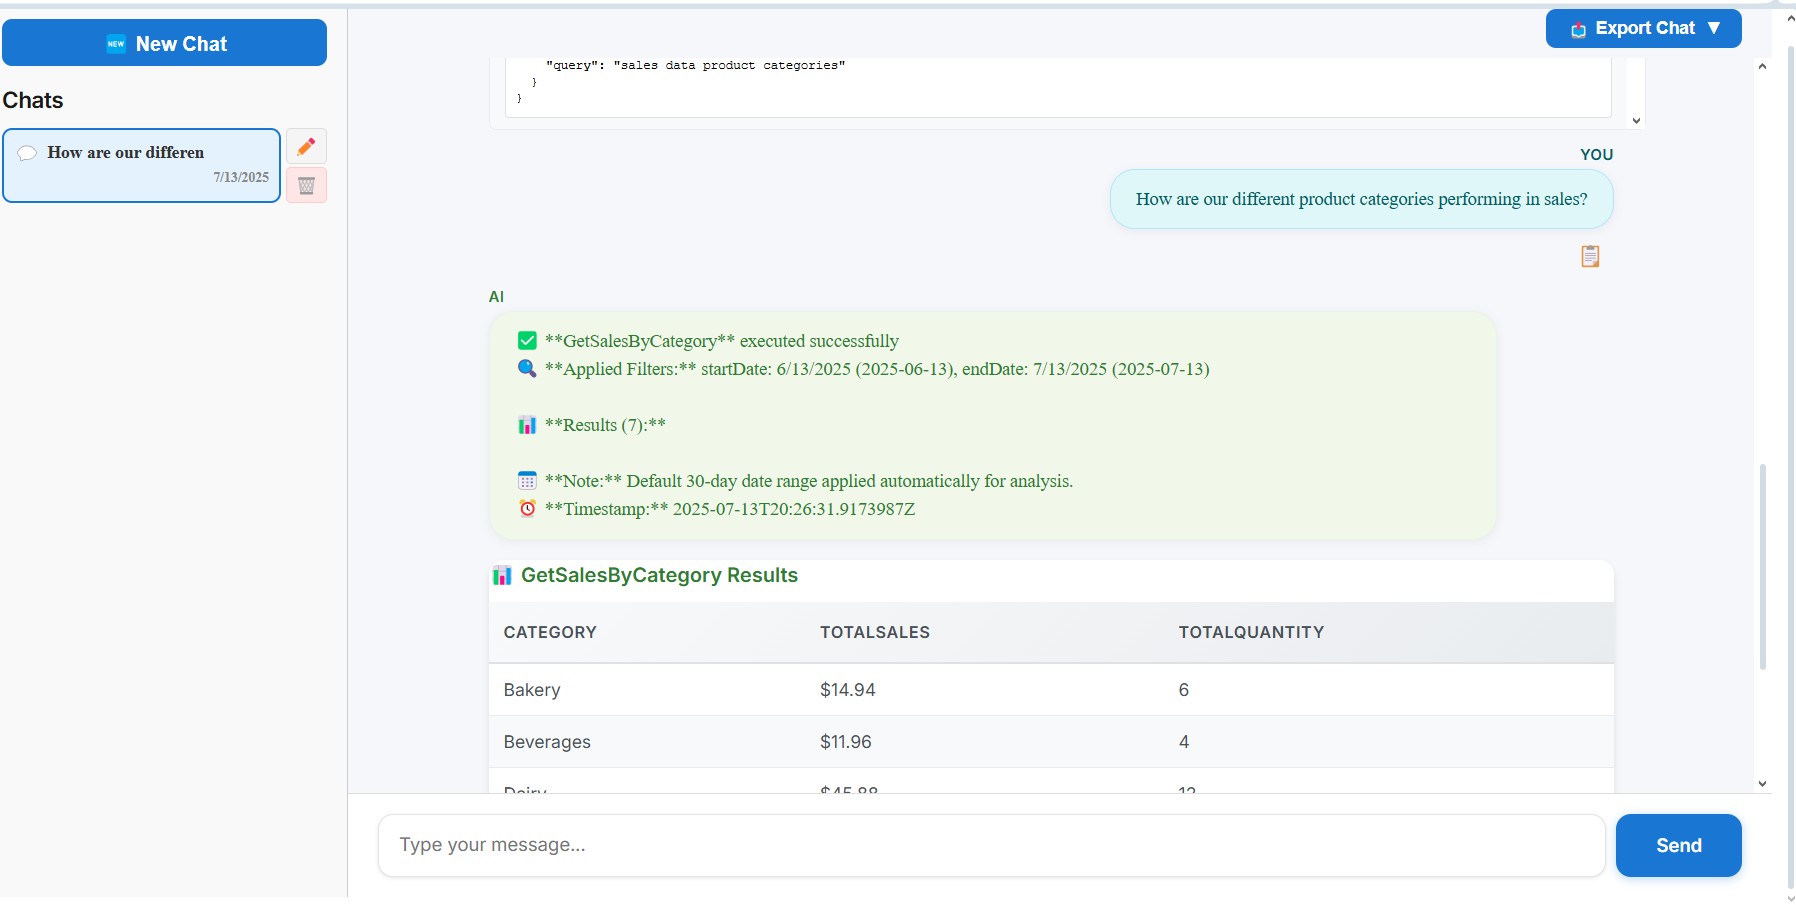 NEW New Chat
Export Chat ▼
Chats
How are our differen
7/13/2025
"query": "sales data product categories"
}
}
YOU
How are our different product categories performing in sales?
AI
**GetSalesByCategory** executed successfully
**Applied Filters:** startDate: 6/13/2025 (2025-06-13), endDate: 7/13/2025 (2025-07-13)
**Results (7):**
**Note:** Default 30-day date range applied automatically for analysis.
**Timestamp:** 2025-07-13T20:26:31.9173987Z
GetSalesByCategory Results
CATEGORY TOTALSALES TOTALQUANTITY
Bakery $14.94 6
Beverages $11.96 4
Dairy $45.88 12
Type your message...
Send